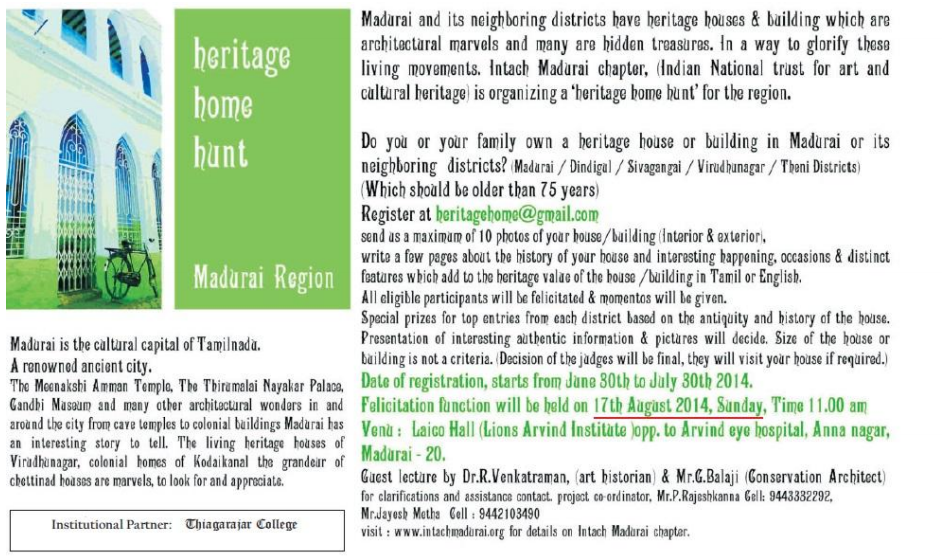 heritage
home
hunt
Madurai Region
Madurai is the cultural capital of Tamilnadu.
A renowned ancient city.
The Meenakshi Amman Temple, The Thirumalai Nayakar Palace,
Gandhi Museum and many other architectural wonders in and
around the city from cave temples to colonial buildings Madurai has
an interesting story to tell. The living heritage houses of
Virudhunagar, colonial homes of Kodaikanal the grandeur of
chettinad houses are marvels, to look for and appreciate.
Institutional Partner: Thiagarajar College
Madurai and its neighboring districts have heritage houses & building which are
architectural marvels and many are hidden treasures. In a way to glorify these
living movements. Intach Madurai chapter, (Indian National trust for art and
cultural heritage) is organizing a 'heritage home hunt' for the region.
Do you or your family own a heritage house or building in Madurai or its
neighboring districts? (Madurai / Dindigul / Sivagangai / Virudhunagar / Theni Districts)
(Which should be older than 75 years)
Register at heritagehome@gmail.com
send us a maximum of 10 photos of your house/building (Interior & exterior),
write a few pages about the history of your house and interesting happening, occasions & distinct
features which add to the heritage value of the house /building in Tamil or English.
All eligible participants will be felicitated & momentos will be given.
Special prizes for top entries from each district based on the antiquity and history of the house.
Presentation of interesting authentic information & pictures will decide. Size of the house or
building is not a criteria. (Decision of the judges will be final, they will visit your house if required.)
Date of registration, starts from June 30th to July 30th 2014.
Felicitation function will be held on 17th August 2014, Sunday, Time 11.00 am
Venu : Laico Hall (Lions Arvind Institute )opp. to Arvind eye hospital, Anna nagar,
Madurai - 20.
Guest lecture by Dr.R.Venkatraman, (art historian) & Mr.G.Balaji (Conservation Architect)
for clarifications and assistance contact. project co-ordinator, Mr.P.Rajeshkanna Cell: 9443332292,
Mr.Jayesh Motha Cell : 9442103490
visit : www.intachmadurai.org for details on Intach Madurai chapter.